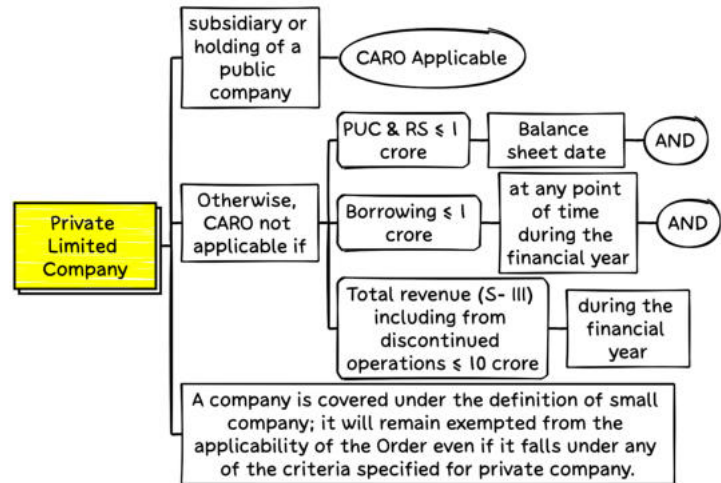 subsidiary or
holding of a
public
company
CARO Applicable
PUC & RS ⩽ 1
crore
Balance
sheet date
AND
Private
Limited
Company
Otherwise,
CARO not
applicable if
Borrowing ⩽ 1
crore
at any point
of time
during the
financial year
AND
Total revenue (S- III)
including from
discontinued
operations ⩽ 10 crore
during the
financial
year
A company is covered under the definition of small
company; it will remain exempted from the
applicability of the Order even if it falls under any
of the criteria specified for private company.